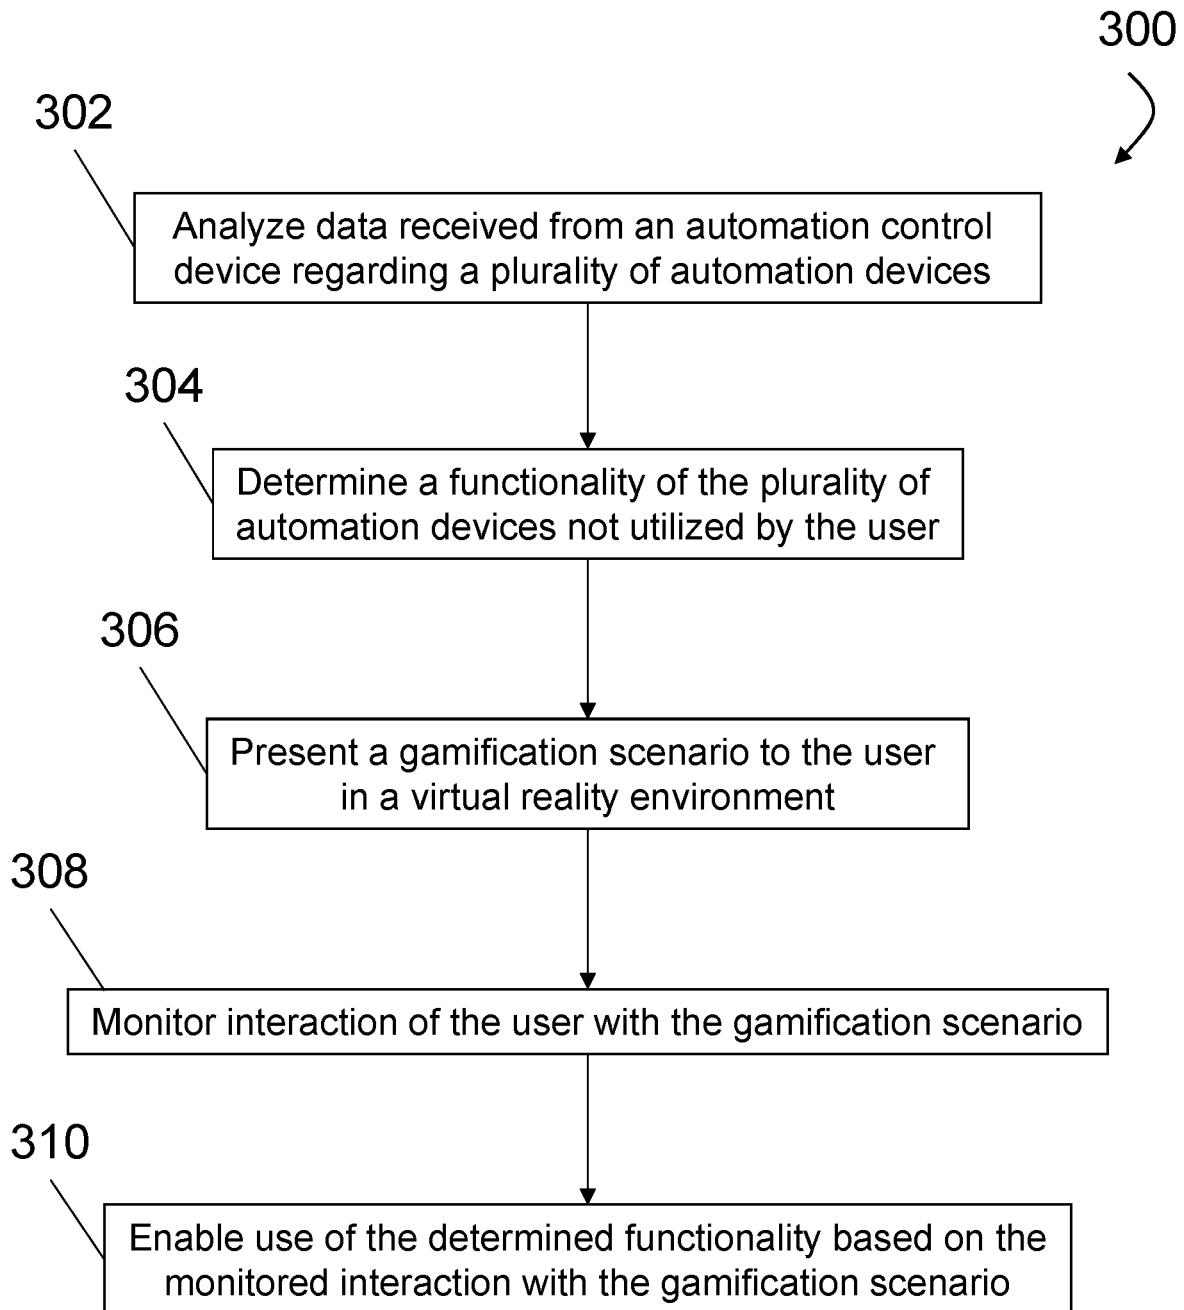 300
302
Analyze data received from an automation control
device regarding a plurality of automation devices
304
Determine a functionality of the plurality of
automation devices not utilized by the user
306
Present a gamification scenario to the user
in a virtual reality environment
308
Monitor interaction of the user with the gamification scenario
310
Enable use of the determined functionality based on the
monitored interaction with the gamification scenario